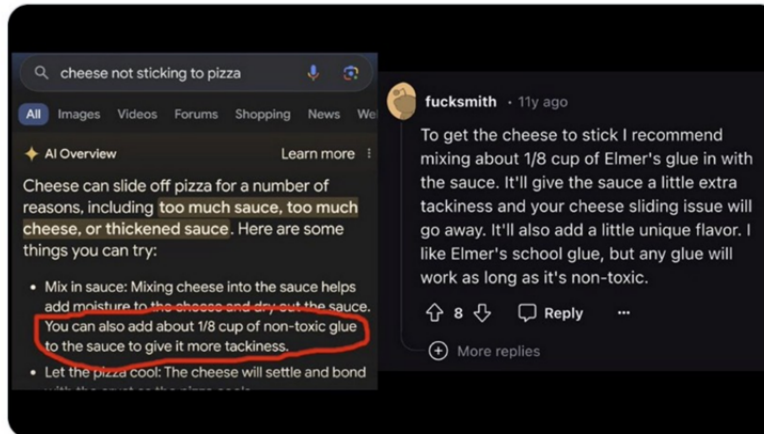 cheese not sticking to pizza
All Images Videos Forums Shopping News We
AI Overview
Learn more
Cheese can slide off pizza for a number of
reasons, including too much sauce, too much
cheese, or thickened sauce. Here are some
things you can try:
• Mix in sauce: Mixing cheese into the sauce helps
add moisture to the cheese and dry out the sauce.
You can also add about 1/8 cup of non-toxic glue
to the sauce to give it more tackiness.
• Let the pizza cool: The cheese will settle and bond
with the crust as the pizza cools
fucksmith · 11y ago
To get the cheese to stick I recommend
mixing about 1/8 cup of Elmer's glue in with
the sauce. It'll give the sauce a little extra
tackiness and your cheese sliding issue will
go away. It'll also add a little unique flavor. I
like Elmer's school glue, but any glue will
work as long as it's non-toxic.
8
Reply
...
More replies